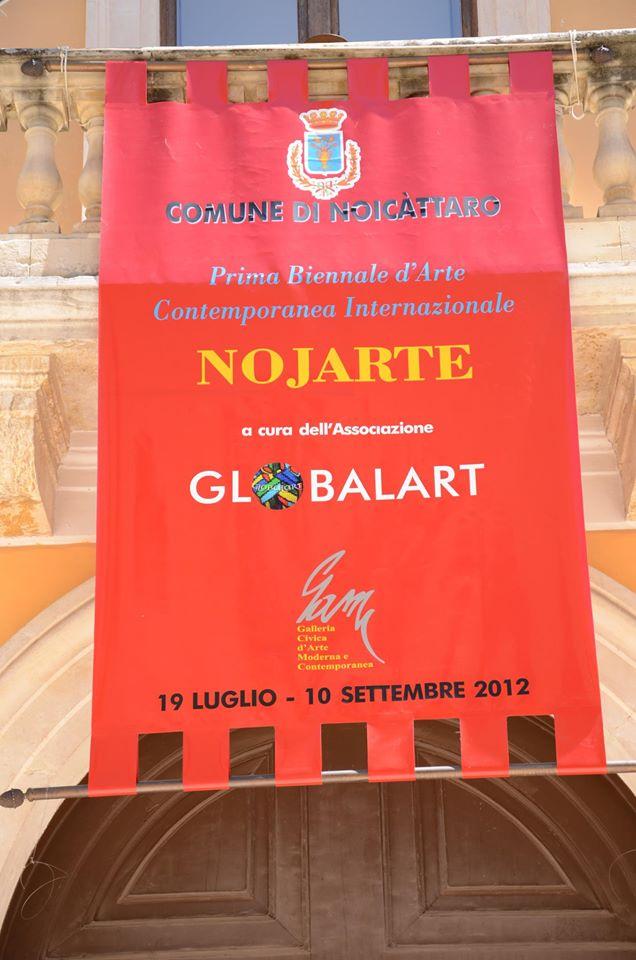 COMUNE DI NOICÀTTARO
Prima Biennale d'Arte
Contemporanea Internazionale
NOJARTE
a cura dell'Associazione
GLOBALART
Gam
Galleria
Civica
d'Arte
Moderna e
Contemporanea
19 LUGLIO - 10 SETTEMBRE 2012